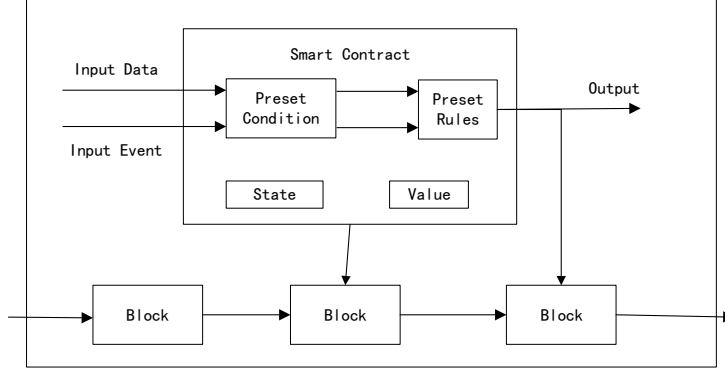 Smart Contract
Input Data
Preset
Condition
Preset
Rules
Output
Input Event
State
Value
Block
Block
Block